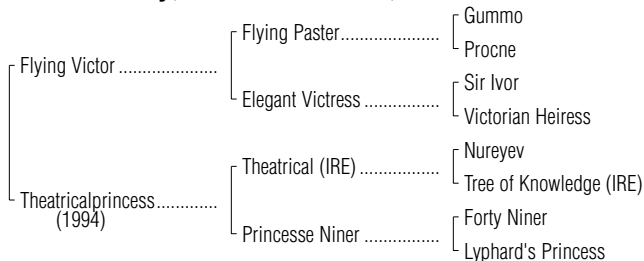 Gummo
Flying Paster
Procne
Flying Victor
Sir Ivor
Elegant Victress
Victorian Heiress
Nureyev
Theatrical (IRE)
Tree of Knowledge (IRE)
Theatricalprincess
(1994)
Forty Niner
Princesse Niner
Lyphard's Princess